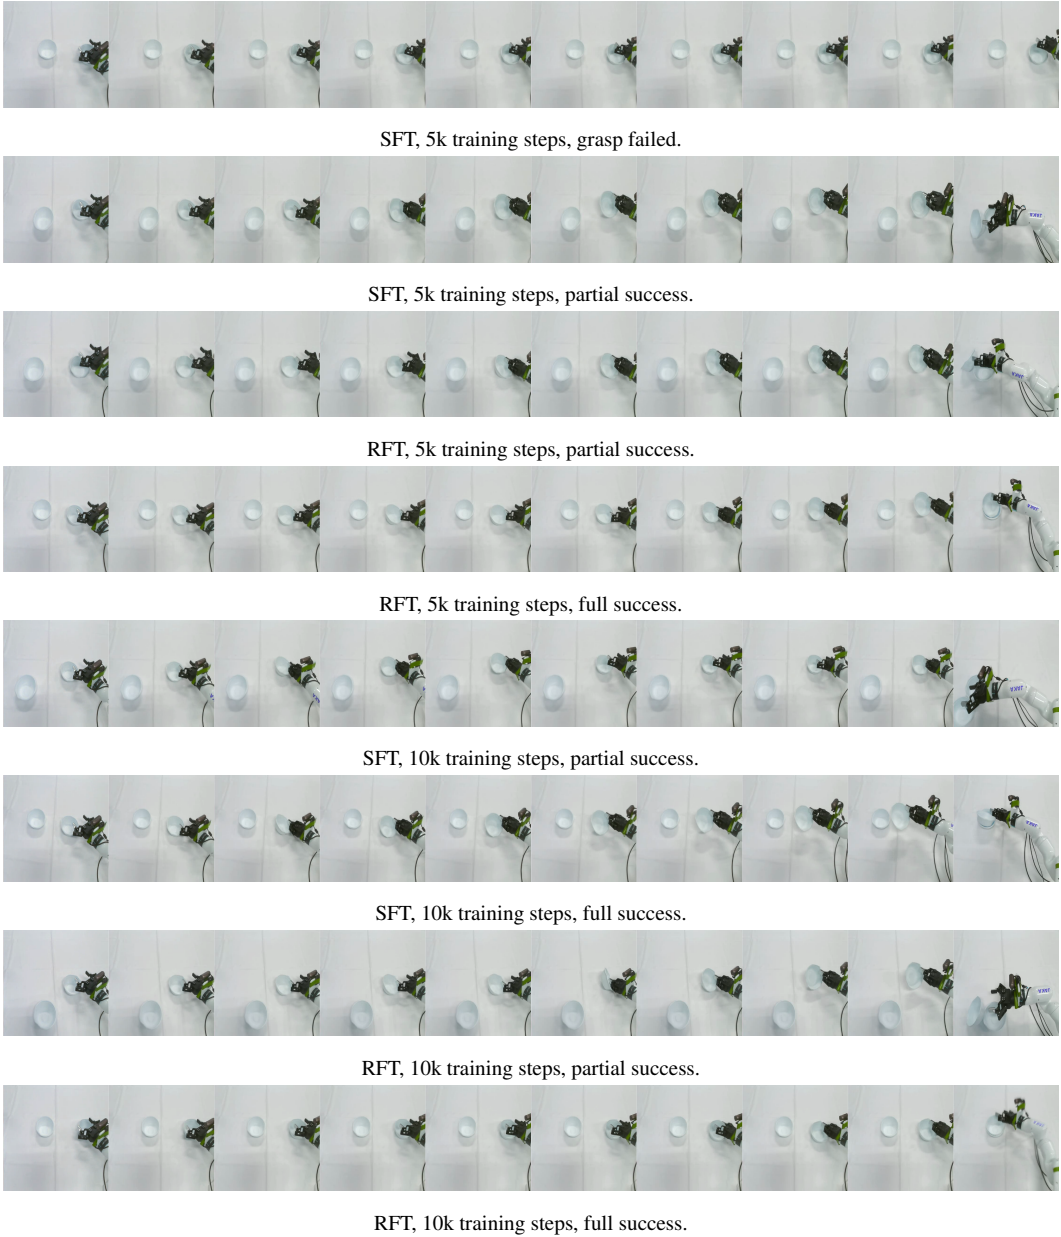 SFT, 5k training steps, grasp failed.
SFT, 5k training steps, partial success.
RFT, 5k training steps, partial success.
RFT, 5k training steps, full success.
JAKA
SFT, 10k training steps, partial success.
SFT, 10k training steps, full success.
RFT, 10k training steps, partial success.
RFT, 10k training steps, full success.